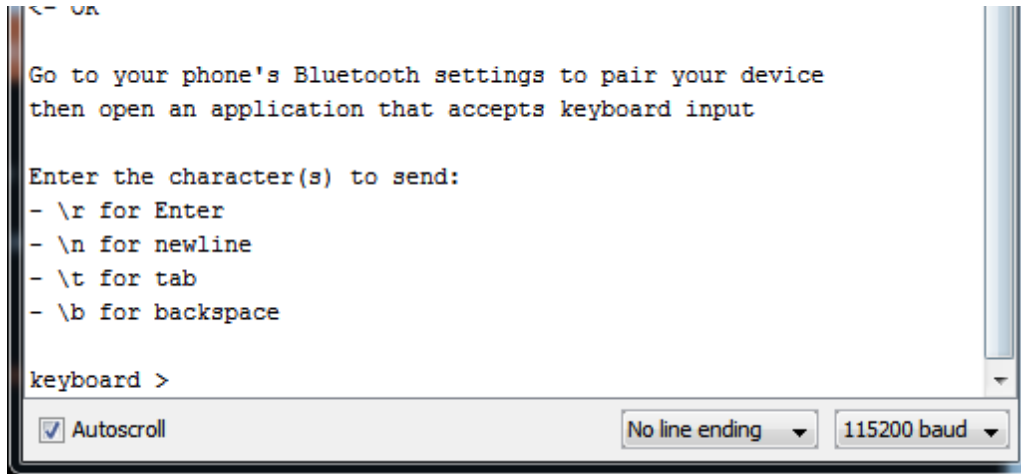 <- OK
Go to your phone's Bluetooth settings to pair your device
then open an application that accepts keyboard input
Enter the character(s) to send:
- \r for Enter
- \n for newline
- \t for tab
- \b for backspace
keyboard >
Autoscroll
No line ending
115200 baud